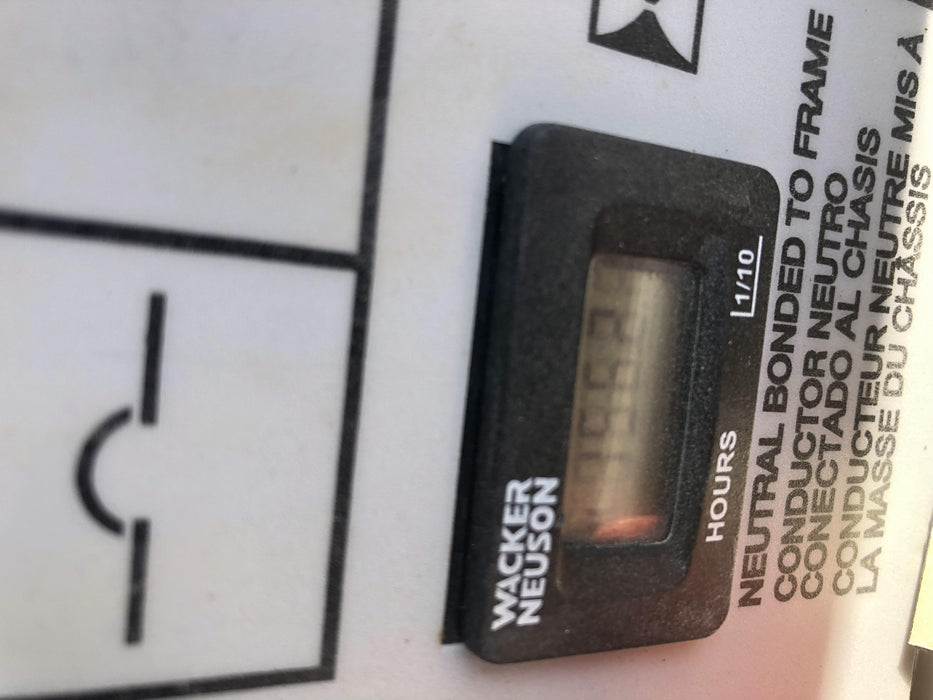 WACKER
NEUSON
HOURS
1/10
NEUTRAL BONDED TO FRAME
CONDUCTOR NEUTRO
CONECTADO AL CHASIS
CONDUCTEUR NEUTRE MIS A
LA MASSE DU CHASSIS